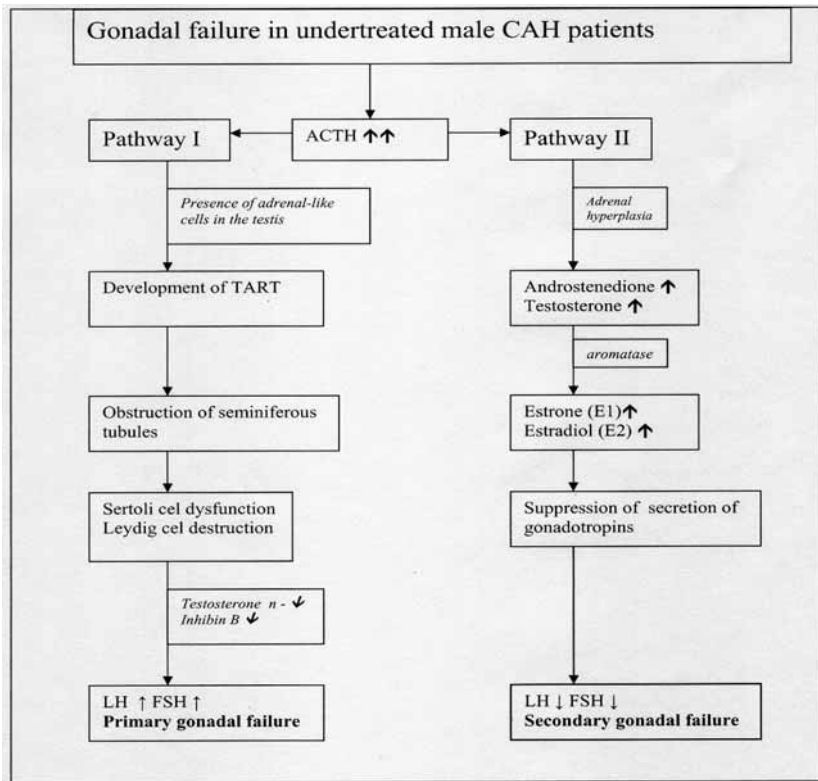 Gonadal failure in undertreated male CAH patients
Pathway I
ACTH ↑↑
Pathway II
Presence of adrenal-like
cells in the testis
Adrenal
hyperplasia
Development of TART
Androstenedione ↑
Testosterone ↑
aromatase
Obstruction of seminiferous
tubules
Estrone (E1)↑
Estradiol (E2) ↑
Sertoli cel dysfunction
Leydig cel destruction
Suppression of secretion of
gonadotropins
Testosterone n - ↓
Inhibin B ↓
LH ↑ FSH ↑
Primary gonadal failure
LH ↓ FSH ↓
Secondary gonadal failure